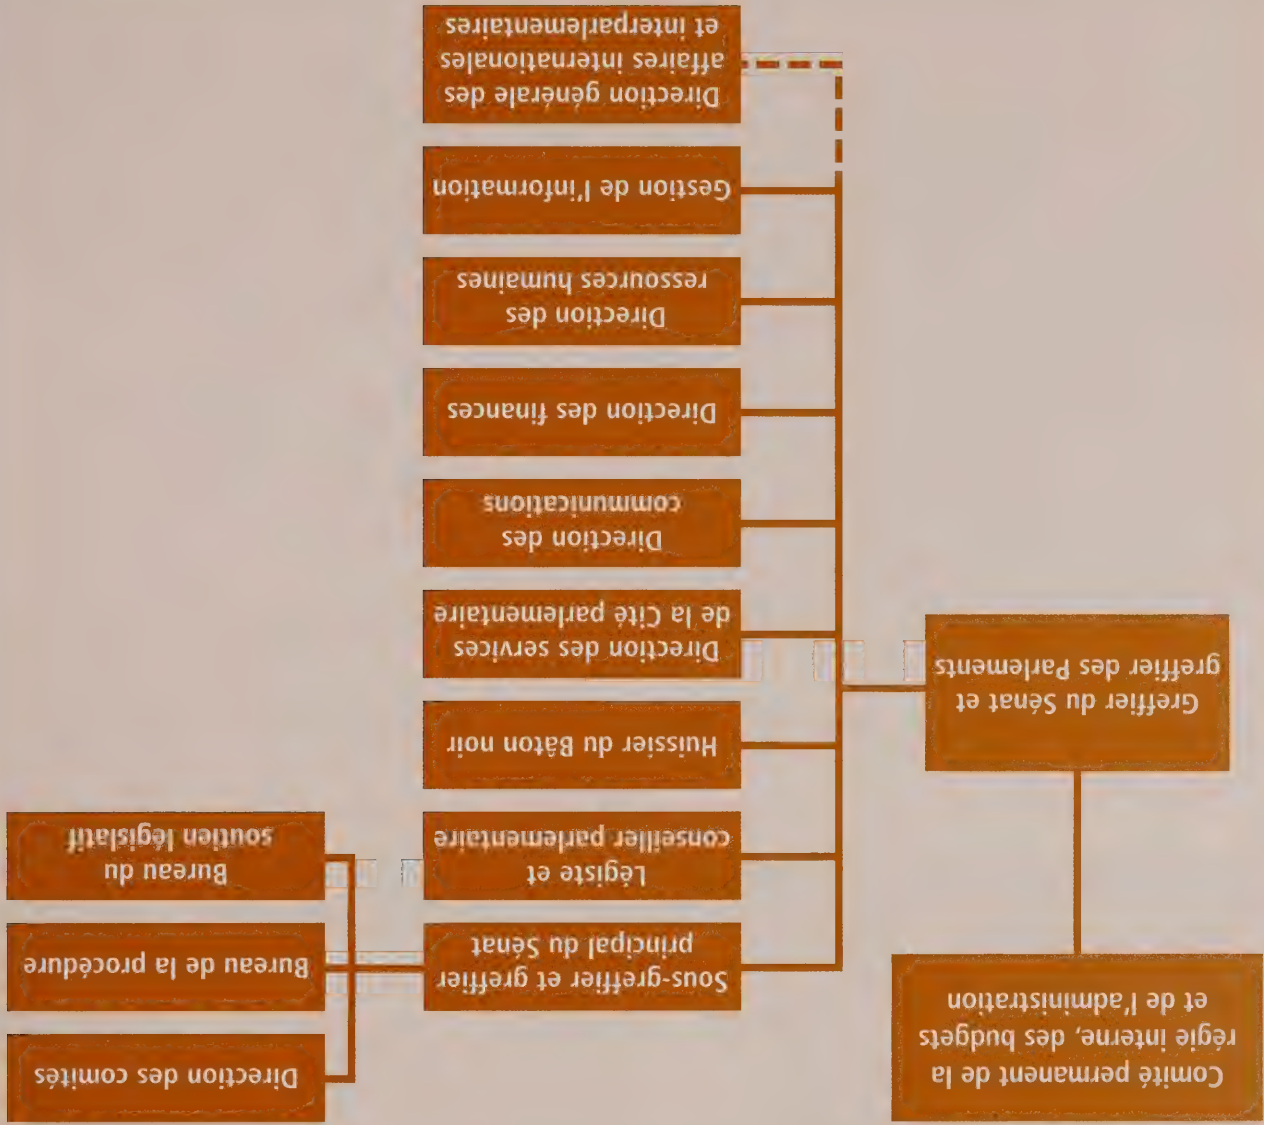 Comité permanent de la
régie interne, des budgets
et de l'administration
Greffier du Sénat et
greffier des Parlements
Sous-greffier et greffier
principal du Sénat
Légiste et
conseiller parlementaire
Huissier du Bâton noir
Direction des services
de la Cité parlementaire
Direction des
communications
Direction des finances
Direction des
ressources humaines
Gestion de l'information
Direction générale des
affaires internationales
et interparlementaires
Direction des comités
Bureau de la procédure
Bureau du
soutien législatif